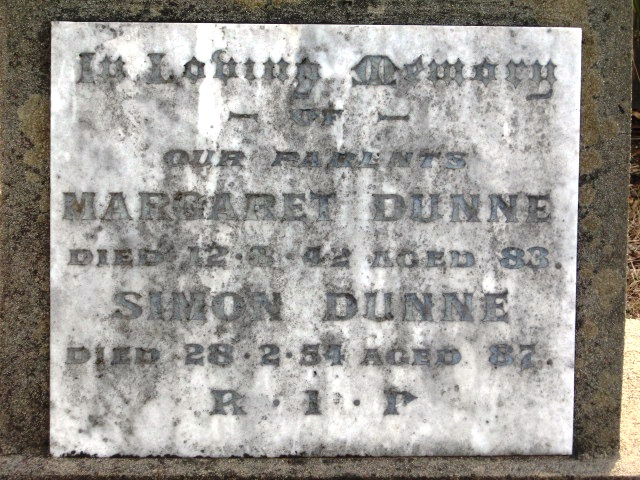 In Loving Memory
— OF —
OUR PARENTS
MARGARET DUNNE
DIED 12 · · 42 AGED 83.
SIMON DUNNE
DIED 28 · 2 · 54 AGED 87.
R · I · P